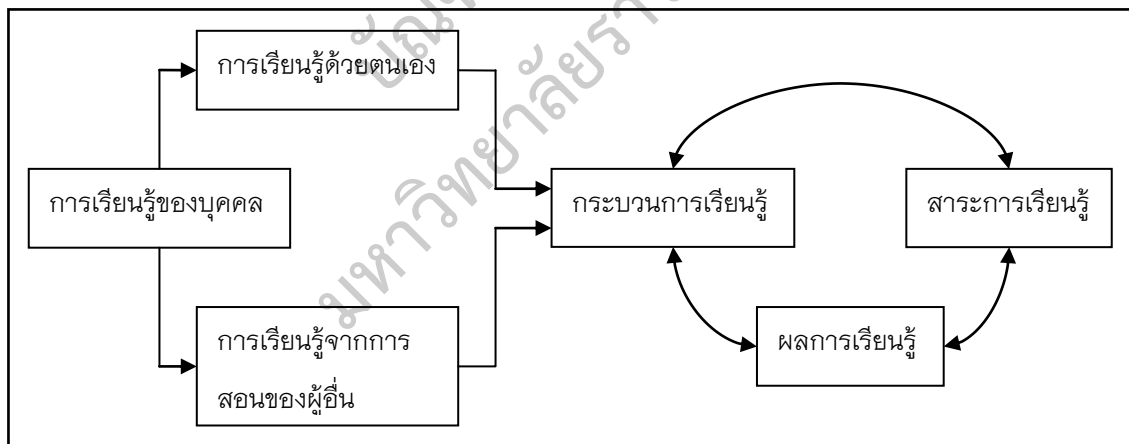 การเรียนรู้ด้วยตนเอง
การเรียนรู้ของบุคคล
กระบวนการเรียนรู้
สาระการเรียนรู้
การเรียนรู้จากการ
สอนของผู้อื่น
ผลการเรียนรู้